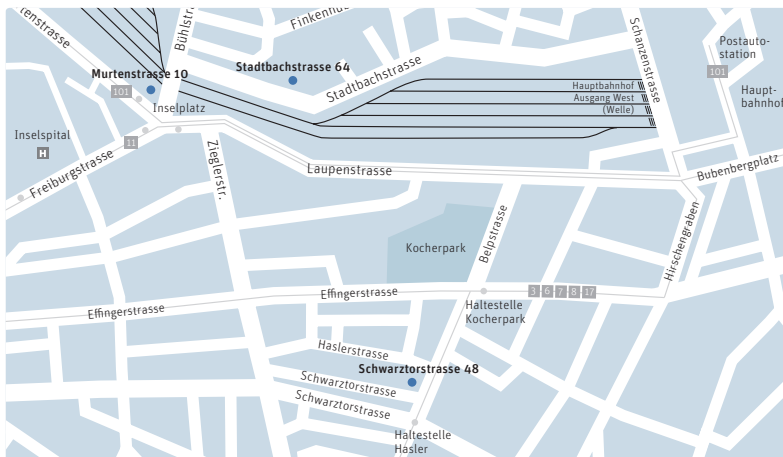 Finkenhu
Bühlstr.
Schanzenstrasse
Postauto-
station
101
Stadtbachstrasse 64
Stadtbachstrasse
Murtenstrasse 10
Hauptbahnhof
Ausgang West
(Welle)
Haupt-
bahnhof
101
Inselplatz
Inselspital
H
11
Freiburgstrasse
Zieglerstr.
Laupenstrasse
Bubenbergplatz
Hirschengraben
Belpstrasse
Kocherpark
Effingerstrasse
Effingerstrasse
3 6 7 8 17
Haltestelle
Kocherpark
Haslerstrasse
Schwarztorstrasse 48
Schwarztorstrasse
Schwarztorstrasse
Haltestelle
Hasler